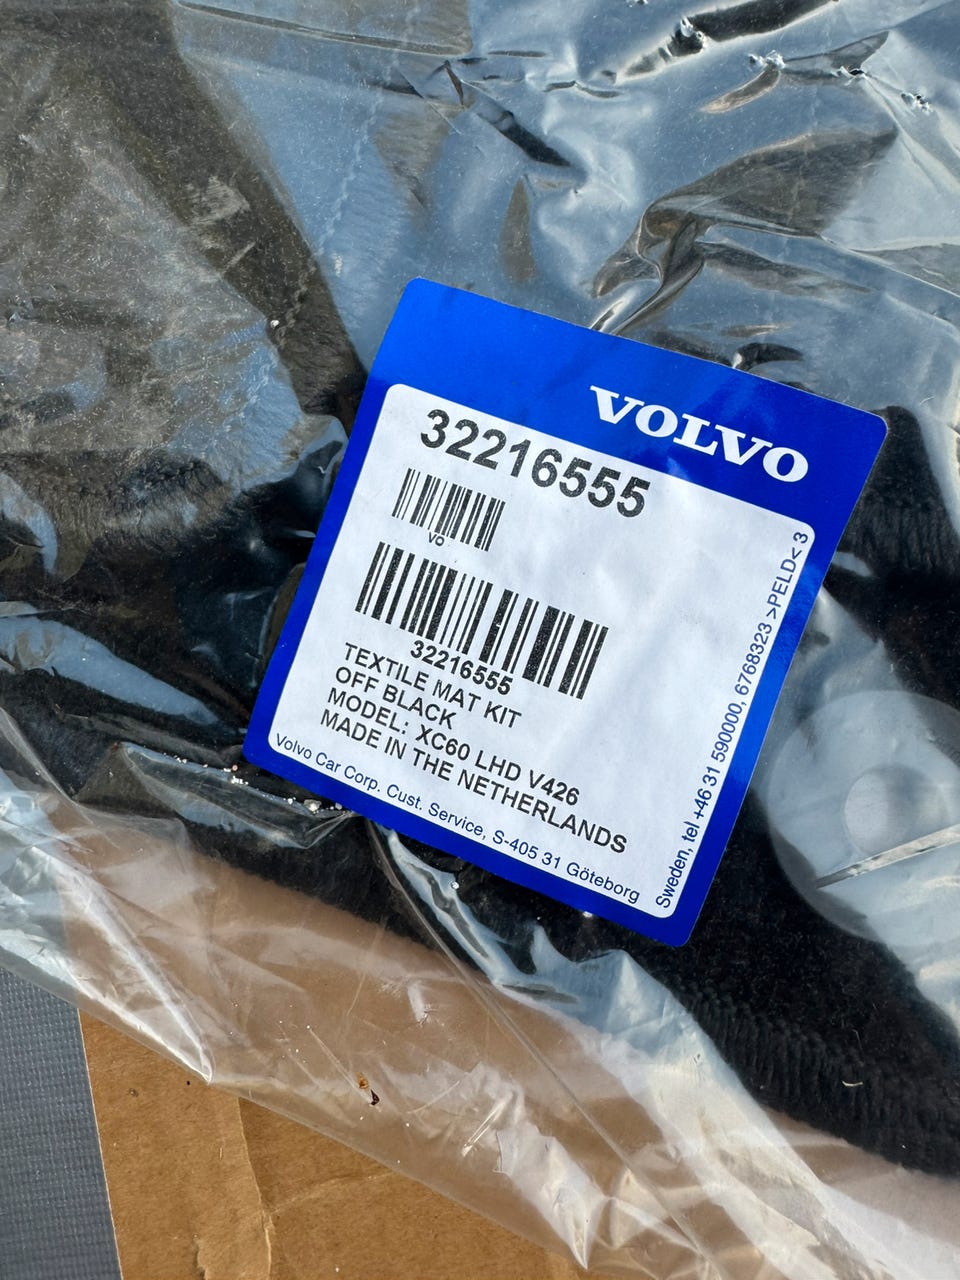 VOLVO
32216555
VO
32216555
TEXTILE MAT KIT
OFF BLACK
MODEL: XC60 LHD V426
MADE IN THE NETHERLANDS
Volvo Car Corp. Cust. Service, S-405 31 Göteborg
Sweden, tel +46 31 590000, 6768323 >PELD< 3